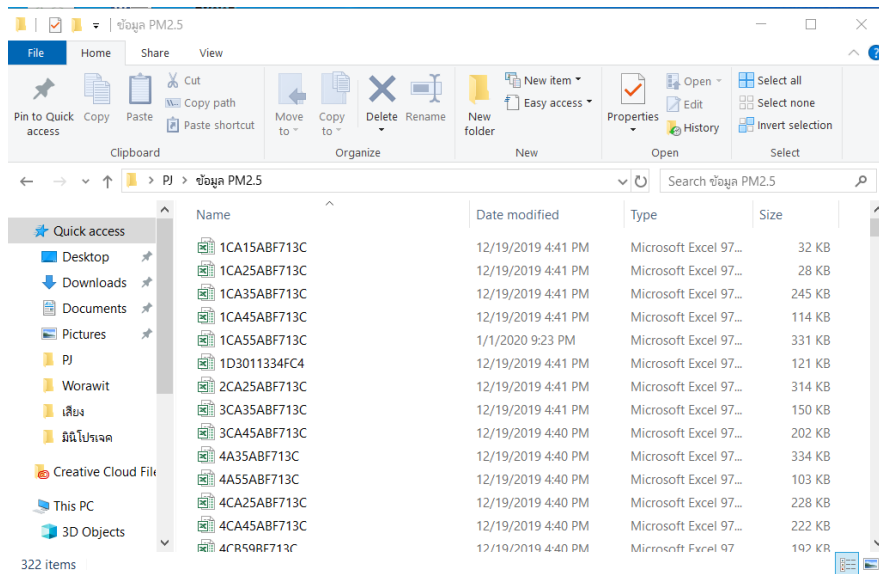 ข้อมูล PM2.5
File Home Share View
Pin to Quick access
Copy
Paste
Cut
Copy path
Paste shortcut
Clipboard
Move to
Copy to
Delete
Rename
Organize
New folder
New item
Easy access
New
Properties
Open
Edit
History
Open
Select all
Select none
Invert selection
Select
PJ > ข้อมูล PM2.5
Search ข้อมูล PM2.5
Quick access
Desktop
Downloads
Documents
Pictures
PJ
Worawit
เสียง
มินิโปรเจค
Creative Cloud File
This PC
3D Objects
Name Date modified Type Size
1CA15ABF713C 12/19/2019 4:41 PM Microsoft Excel 97... 32 KB
1CA25ABF713C 12/19/2019 4:41 PM Microsoft Excel 97... 28 KB
1CA35ABF713C 12/19/2019 4:41 PM Microsoft Excel 97... 245 KB
1CA45ABF713C 12/19/2019 4:41 PM Microsoft Excel 97... 114 KB
1CA55ABF713C 1/1/2020 9:23 PM Microsoft Excel 97... 331 KB
1D3011334FC4 12/19/2019 4:41 PM Microsoft Excel 97... 121 KB
2CA25ABF713C 12/19/2019 4:41 PM Microsoft Excel 97... 314 KB
3CA35ABF713C 12/19/2019 4:41 PM Microsoft Excel 97... 150 KB
3CA45ABF713C 12/19/2019 4:40 PM Microsoft Excel 97... 202 KB
4A35ABF713C 12/19/2019 4:40 PM Microsoft Excel 97... 334 KB
4A55ABF713C 12/19/2019 4:40 PM Microsoft Excel 97... 103 KB
4CA25ABF713C 12/19/2019 4:40 PM Microsoft Excel 97... 228 KB
4CA45ABF713C 12/19/2019 4:40 PM Microsoft Excel 97... 222 KB
4CB59BF713C 12/19/2019 4:40 PM Microsoft Excel 97... 192 KB
322 items